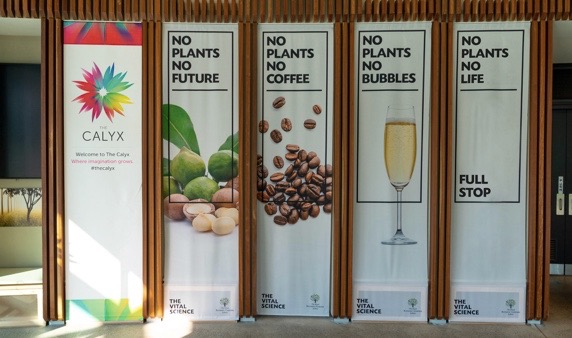 THE
CALYX
Welcome to The Calyx
Where imagination grows
#thecalyx
NO
PLANTS
NO
FUTURE
THE
VITAL
SCIENCE
NO
PLANTS
NO
COFFEE
THE
VITAL
SCIENCE
NO
PLANTS
NO
BUBBLES
THE
VITAL
SCIENCE
NO
PLANTS
NO
LIFE
FULL
STOP
THE
VITAL
SCIENCE